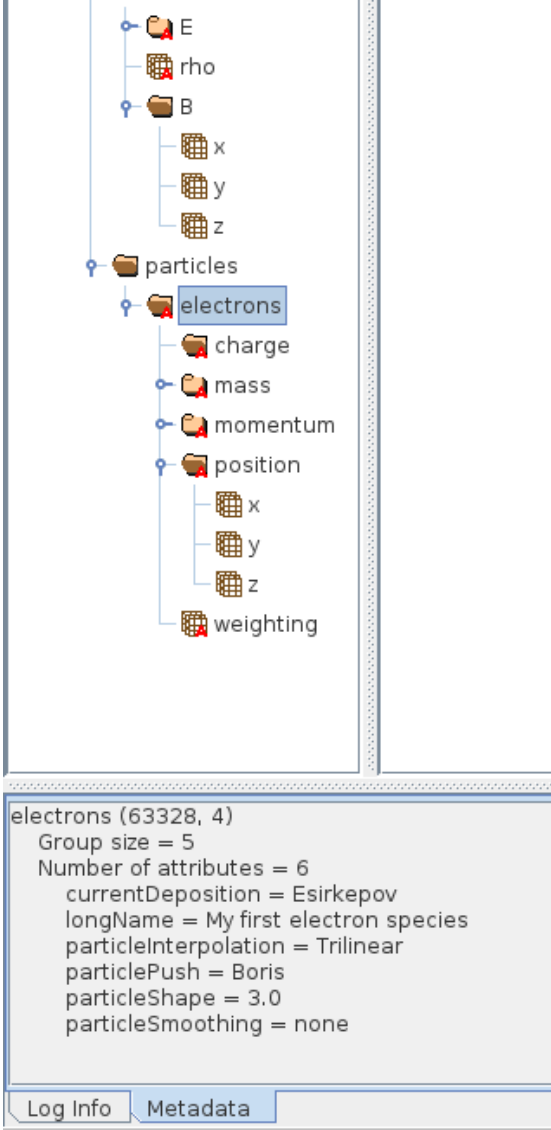 E
rho
B
x
y
z
particles
electrons
charge
mass
momentum
position
x
y
z
weighting
electrons (63328, 4)
Group size = 5
Number of attributes = 6
currentDeposition = Esirkepov
longName = My first electron species
particleInterpolation = Trilinear
particlePush = Boris
particleShape = 3.0
particleSmoothing = none
Log Info Metadata